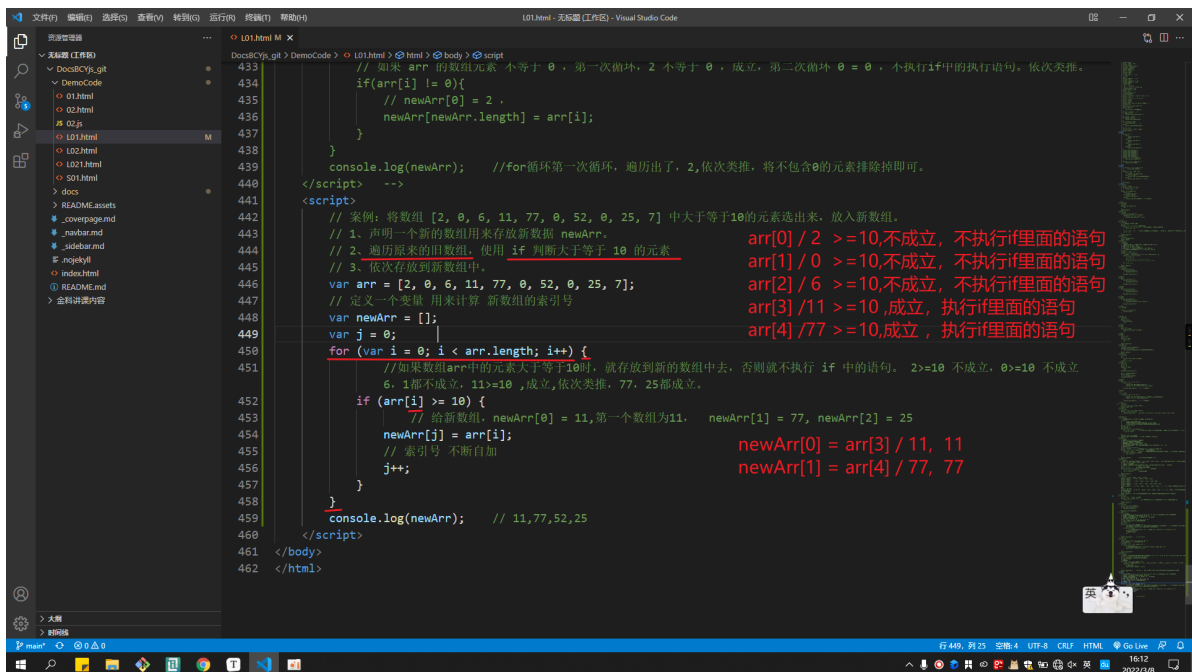 文件(F) 编辑(E) 选择(S) 查看(V) 转到(G) 运行(R) 终端(T) 帮助(H)
L01.html - 无标题 (工作区) - Visual Studio Code
资源管理器
无标题 (工作区)
DocsBCYjs_git
DemoCode
01.html
02.html
JS 02.js
L01.html M
L02.html
L021.html
S01.html
docs
README.assets
_coverpage.md
_navbar.md
_sidebar.md
.nojekyll
index.html
README.md
金科讲课内容
大纲
时间线
L01.html M
DocsBCYjs_git > DemoCode > L01.html > html > body > script
433 // 如果 arr 的数组元素 不等于 0 . 第一次循环, 2 不等于 0 . 成立, 第二次循环 0 = 0 . 不执行if中的执行语句。依次类推。
434 if(arr[i] != 0){
435 // newArr[0] = 2 .
436 newArr[newArr.length] = arr[i];
437 }
438 }
439 console.log(newArr); //for循环第一次循环, 遍历出了, 2,依次类推, 将不包含0的元素排除掉即可。
440 </script> -->
441 <script>
442 // 案例: 将数组 [2, 0, 6, 11, 77, 0, 52, 0, 25, 7] 中大于等于10的元素选出来, 放入新数组。
443 // 1、声明一个新的数组用来存放新数据 newArr。
444 // 2、遍历原来的旧数组, 使用 if 判断大于等于 10 的元素
445 // 3、依次存放到新数组中。
446 var arr = [2, 0, 6, 11, 77, 0, 52, 0, 25, 7];
447 // 定义一个变量 用来计算 新数组的索引号
448 var newArr = [];
449 var j = 0;
450 for (var i = 0; i < arr.length; i++) {
451 //如果数组arr中的元素大于等于10时, 就存放到新的数组中去, 否则就不执行 if 中的语句。 2>=10 不成立, 0>=10 不成立
6, 1都不成立, 11>=10 ,成立,依次类推, 77, 25都成立。
452 if (arr[i] >= 10) {
453 // 给新数组, newArr[0] = 11,第一个数组为11, newArr[1] = 77, newArr[2] = 25
454 newArr[j] = arr[i];
455 // 索引号 不断自加
456 j++;
457 }
458 }
459 console.log(newArr); // 11,77,52,25
460 </script>
461 </body>
462 </html>
arr[0] / 2 >=10,不成立, 不执行if里面的语句
arr[1] / 0 >=10,不成立, 不执行if里面的语句
arr[2] / 6 >=10,不成立, 不执行if里面的语句
arr[3] /11 >=10 ,成立, 执行if里面的语句
arr[4] /77 >=10,成立 , 执行if里面的语句
newArr[0] = arr[3] / 11, 11
newArr[1] = arr[4] / 77, 77
英
main* 0 0
行 449, 列 25 空格: 4 UTF-8 CRLF HTML Go Live
英
16:12
2022/3/8